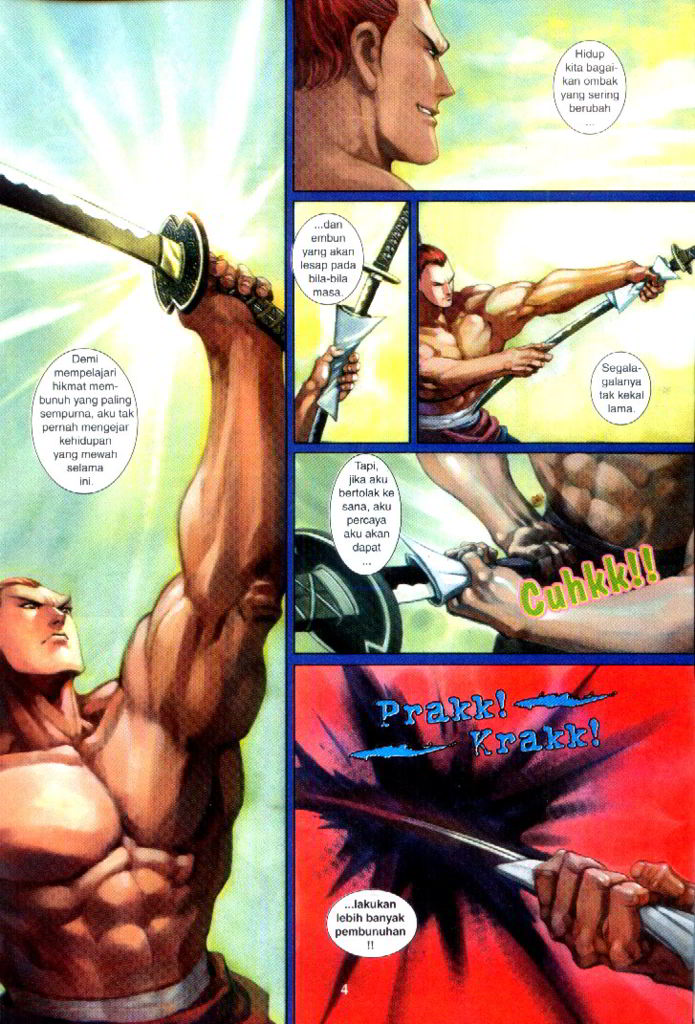 Demi
mempelajari
hikmat mem-
bunuh yang paling
sempurna, aku tak
pernah mengejar
kehidupan
yang mewah
selama
ini.
Hidup
kita bagai-
kan ombak
yang sering
berubah
...
...dan
embun
yang akan
lesap pada
bila-bila
masa.
Segala-
galanya
tak kekal
lama.
Tapi,
jika aku
bertolak ke
sana, aku
percaya
aku akan
dapat
...
Cuhkk!!
Prakk!
Krakk!
...lakukan
lebih banyak
pembunuhan
!!
4